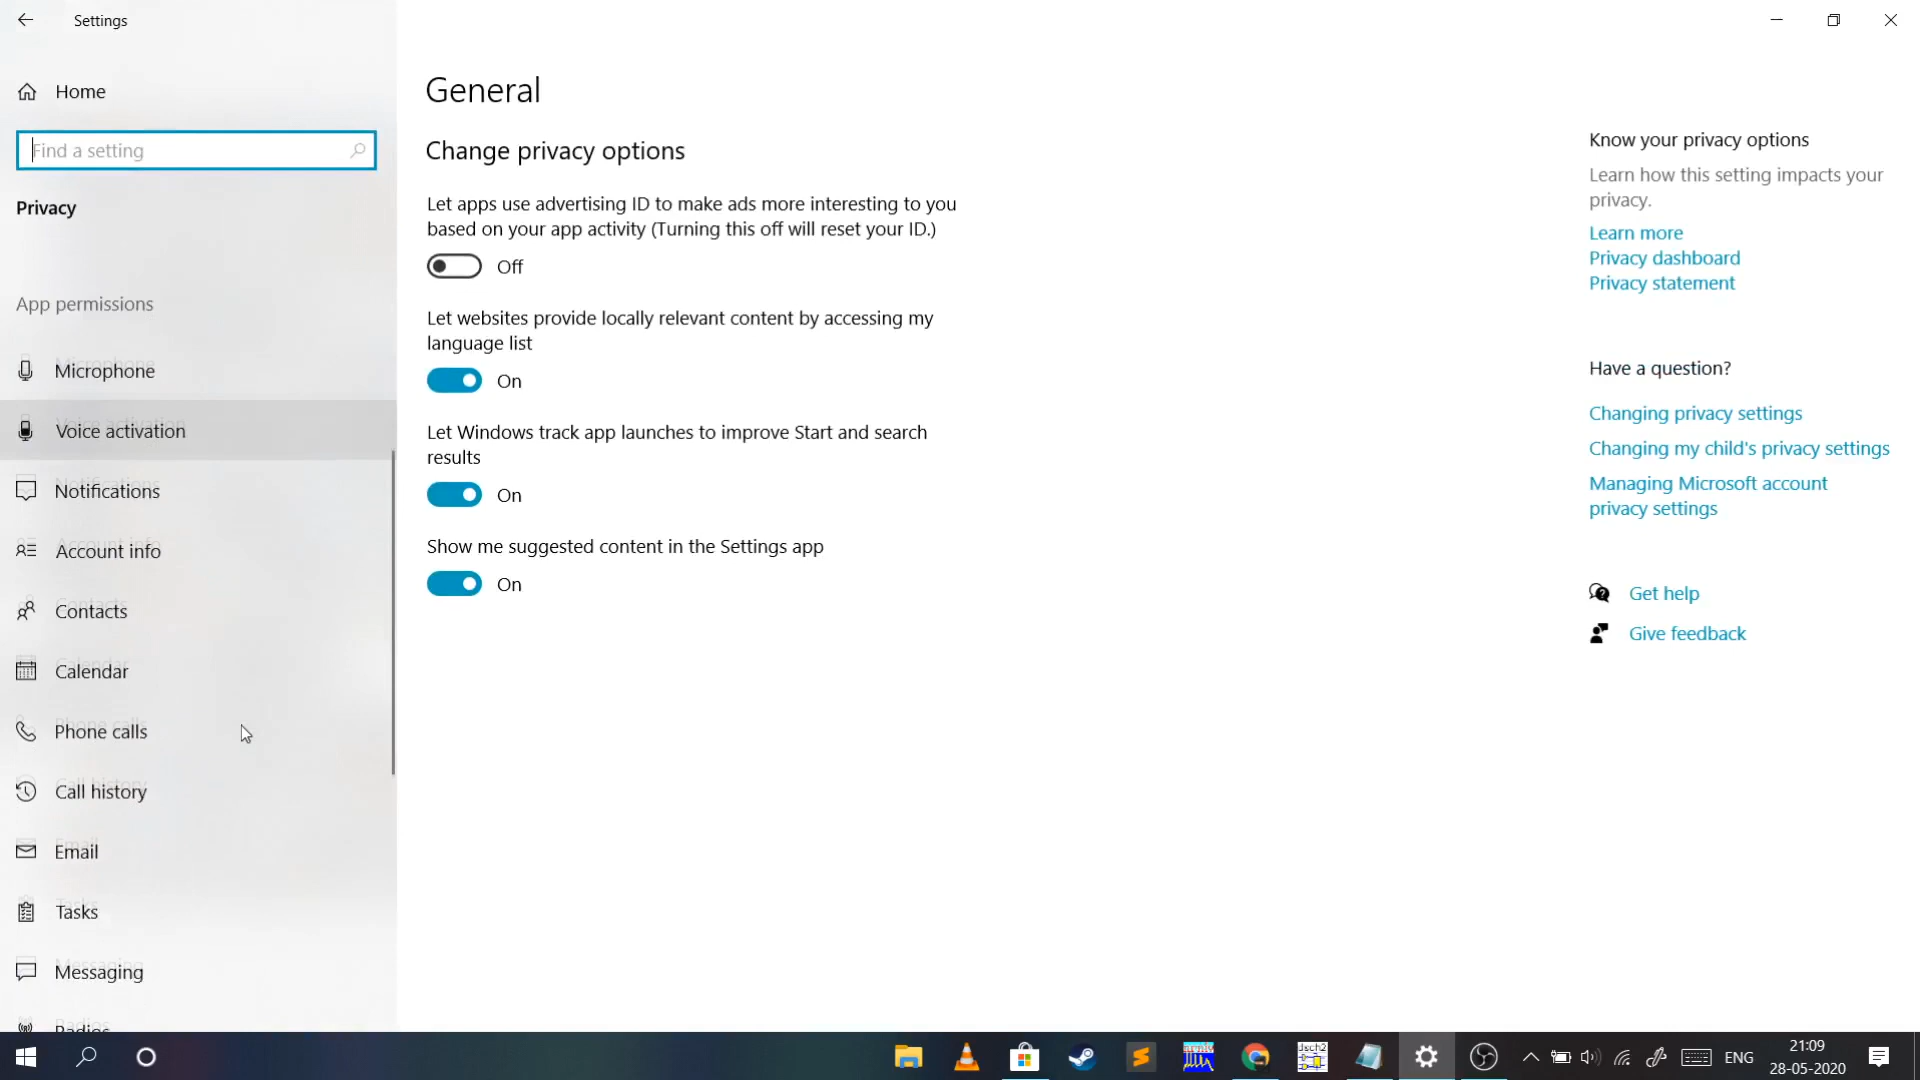 Settings
Home
Find a setting
Privacy
App permissions
Microphone
Voice activation
Notifications
Account info
Contacts
Calendar
Phone calls
Call history
Email
Tasks
Messaging
Radios
General
Change privacy options
Let apps use advertising ID to make ads more interesting to you
based on your app activity (Turning this off will reset your ID.)
Off
Let websites provide locally relevant content by accessing my
language list
On
Let Windows track app launches to improve Start and search
results
On
Show me suggested content in the Settings app
On
Know your privacy options
Learn how this setting impacts your
privacy.
Learn more
Privacy dashboard
Privacy statement
Have a question?
Changing privacy settings
Changing my child's privacy settings
Managing Microsoft account
privacy settings
Get help
Give feedback
dsch2
ENG
21:09
28-05-2020